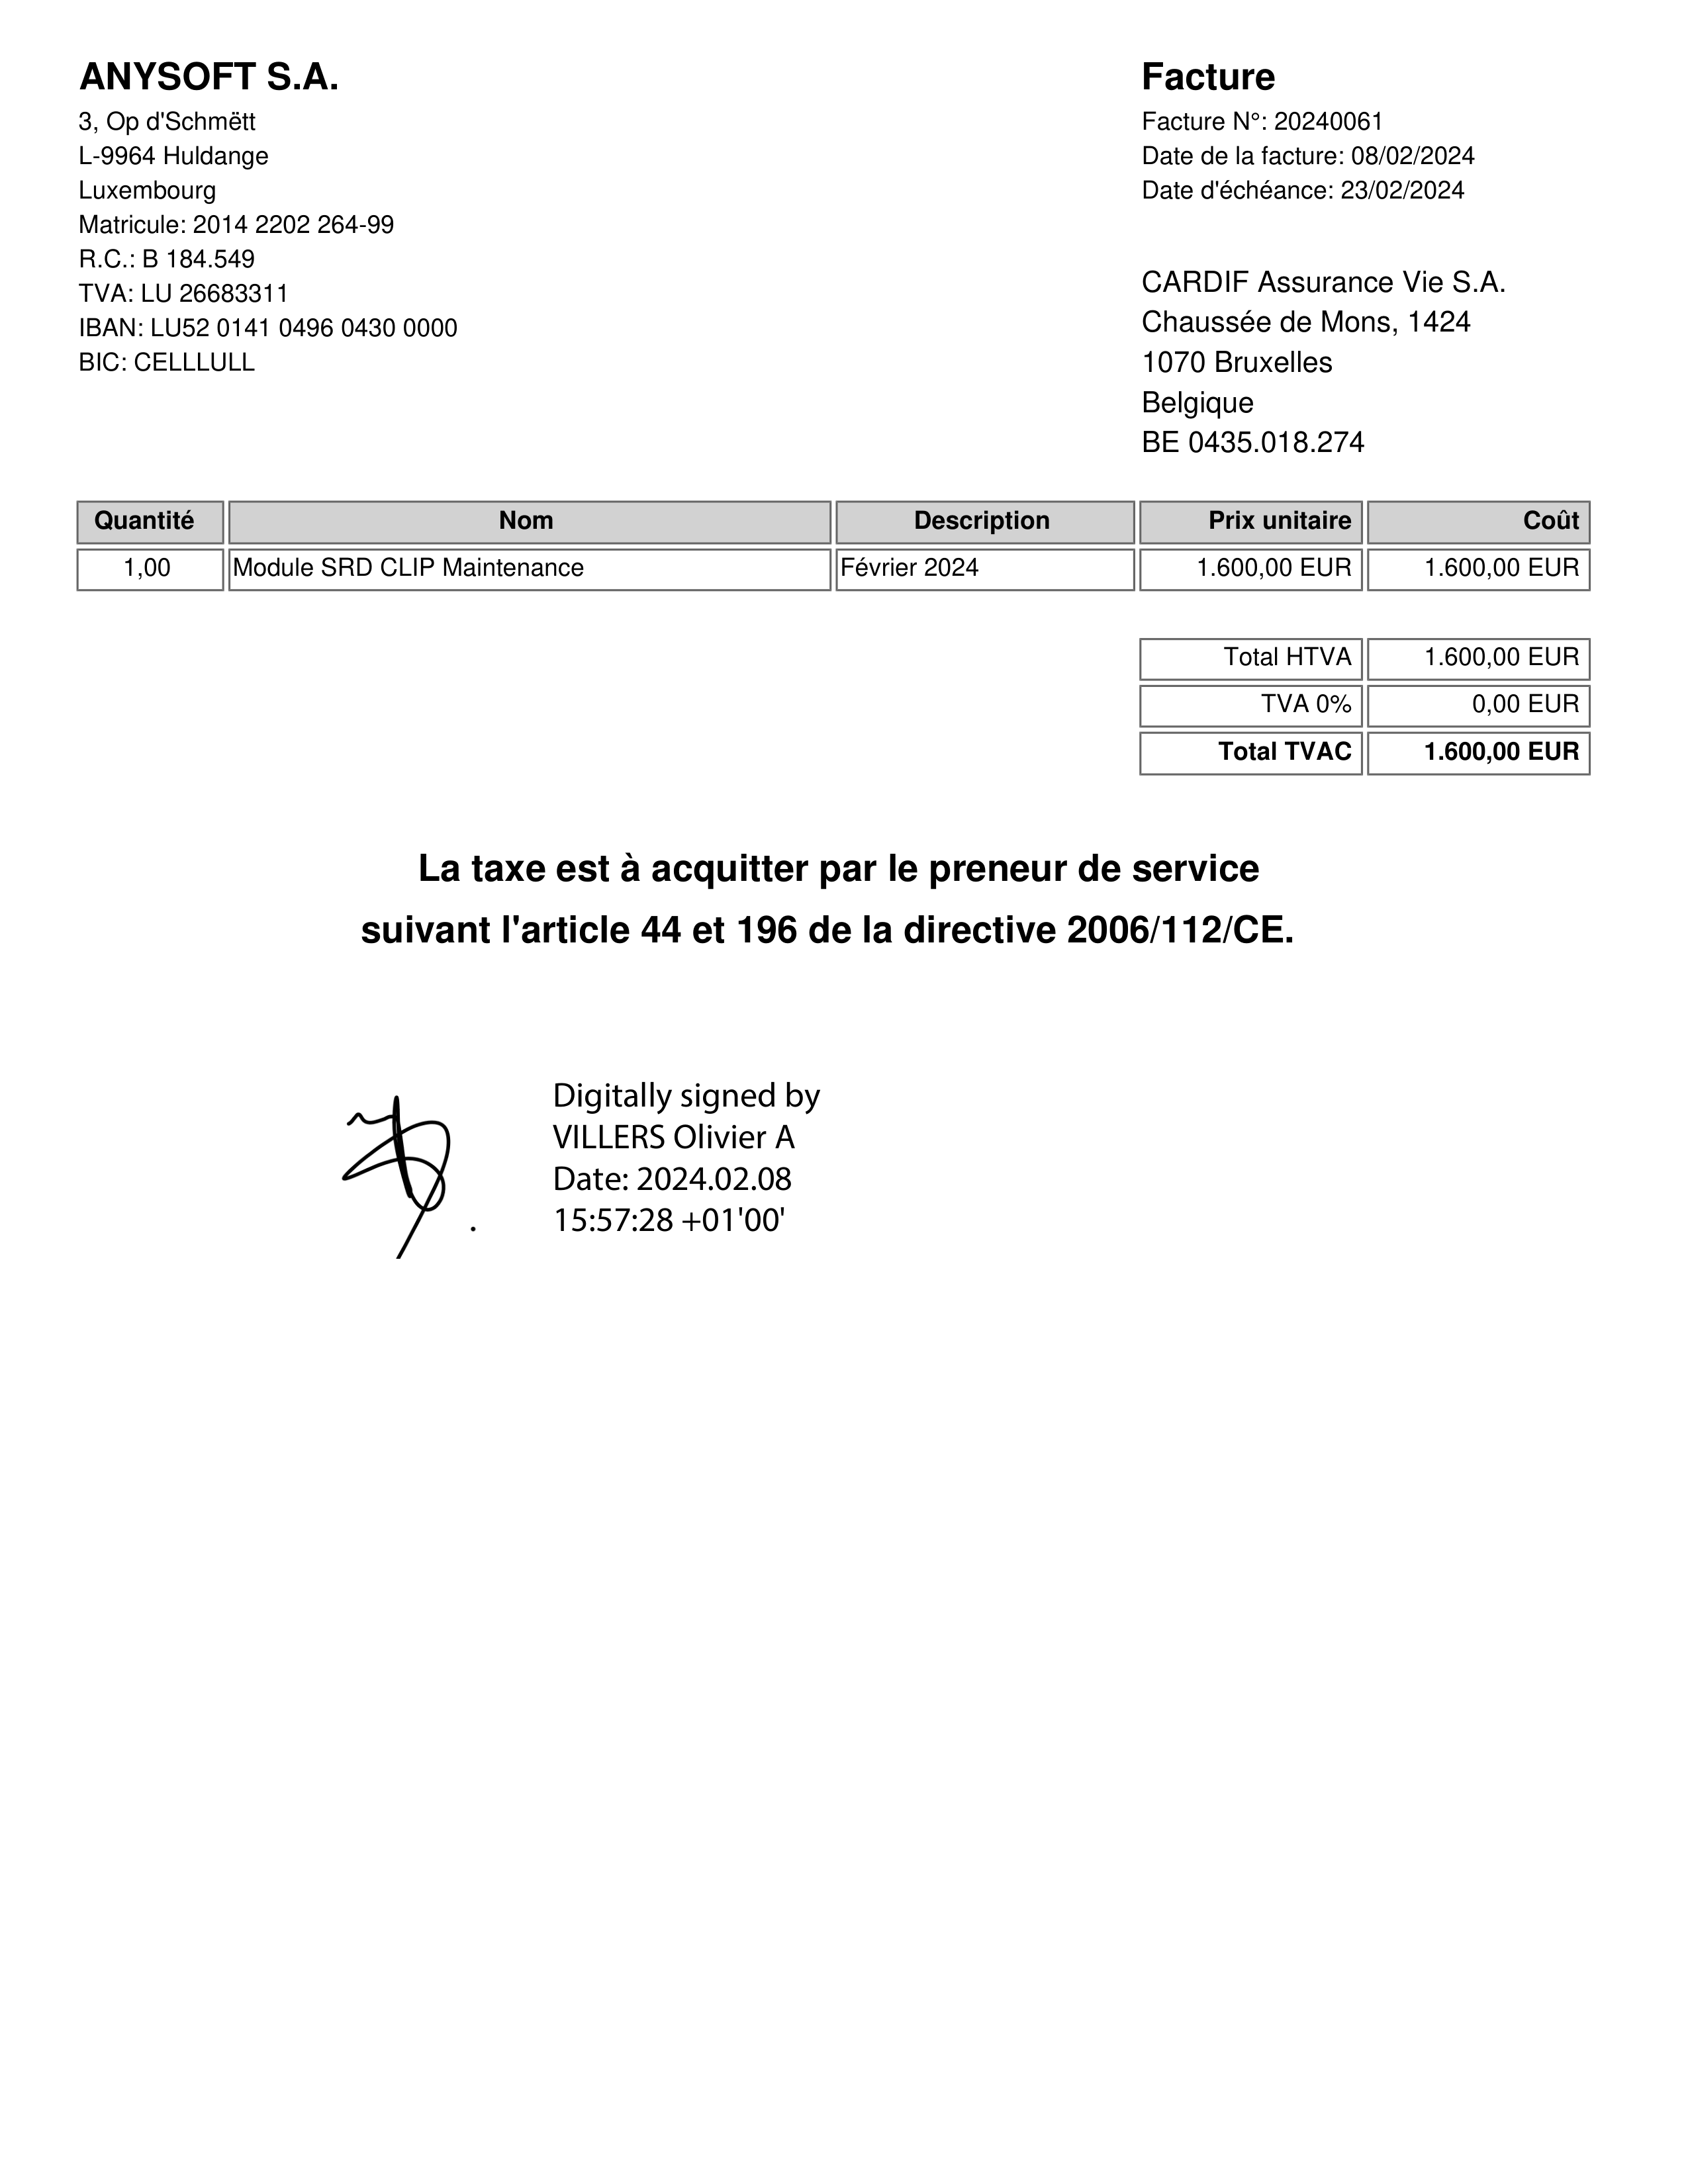 ANYSOFT S.A.
3, Op d'Schmëtt
L-9964 Huldange
Luxembourg
Matricule: 2014 2202 264-99
R.C.: B 184.549
TVA: LU 26683311
IBAN: LU52 0141 0496 0430 0000
BIC: CELLLULL
Facture
Facture N°: 20240061
Date de la facture: 08/02/2024
Date d'échéance: 23/02/2024
CARDIF Assurance Vie S.A.
Chaussée de Mons, 1424
1070 Bruxelles
Belgique
BE 0435.018.274
Quantité Nom Description Prix unitaire Coût
1,00 Module SRD CLIP Maintenance Février 2024 1.600,00 EUR 1.600,00 EUR
Total HTVA 1.600,00 EUR
TVA 0% 0,00 EUR
Total TVAC 1.600,00 EUR
La taxe est à acquitter par le preneur de service
suivant l'article 44 et 196 de la directive 2006/112/CE.
Digitally signed by
VILLERS Olivier A
Date: 2024.02.08
15:57:28 +01'00'